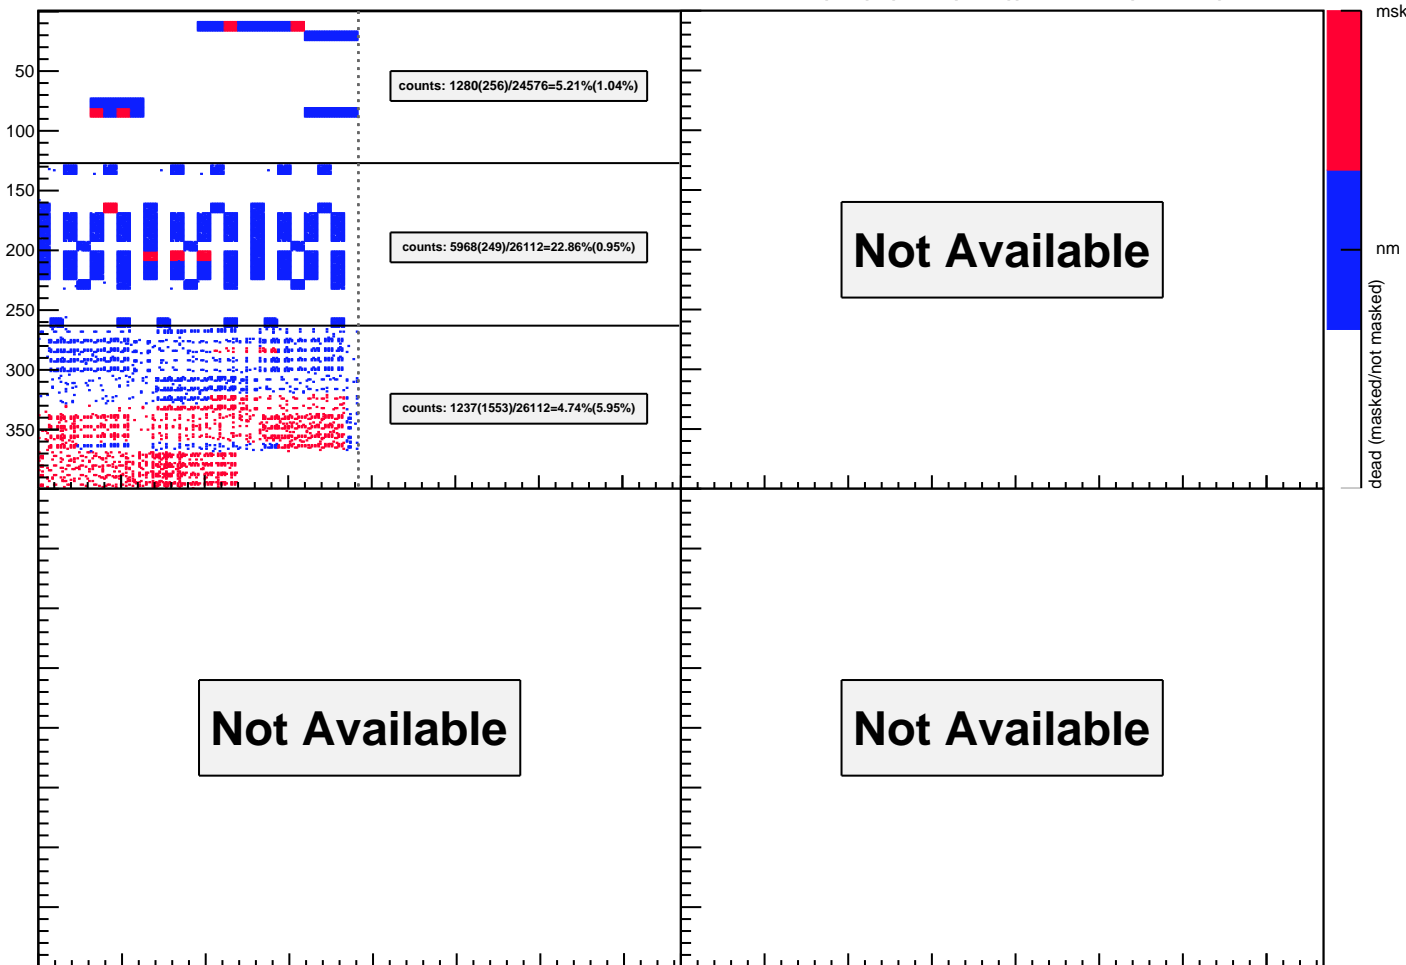 msk
50
counts: 1280(256)/24576=5.21%(1.04%)
100
150
200
counts: 5968(249)/26112=22.86%(0.95%)
Not Available
nm
250
300
350
counts: 1237(1553)/26112=4.74%(5.95%)
dead (masked/not masked)
Not Available
Not Available